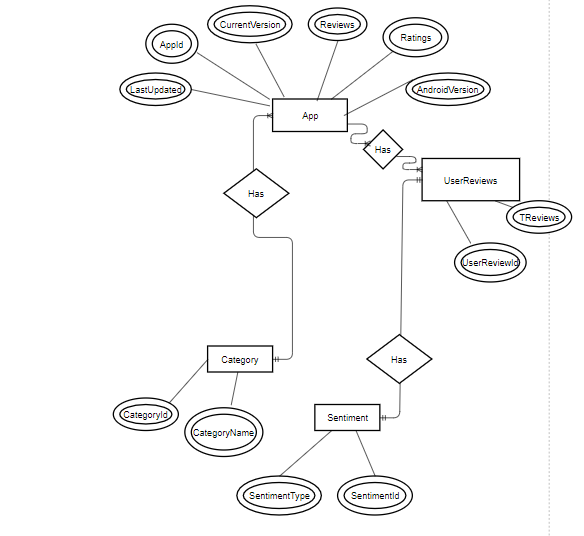 CurrentVersion
Reviews
AppId
Ratings
LastUpdated
AndroidVersion
App
Has
UserReviews
Has
TReviews
UserReviewId
Category
Has
CategoryId
CategoryName
Sentiment
SentimentType
SentimentId